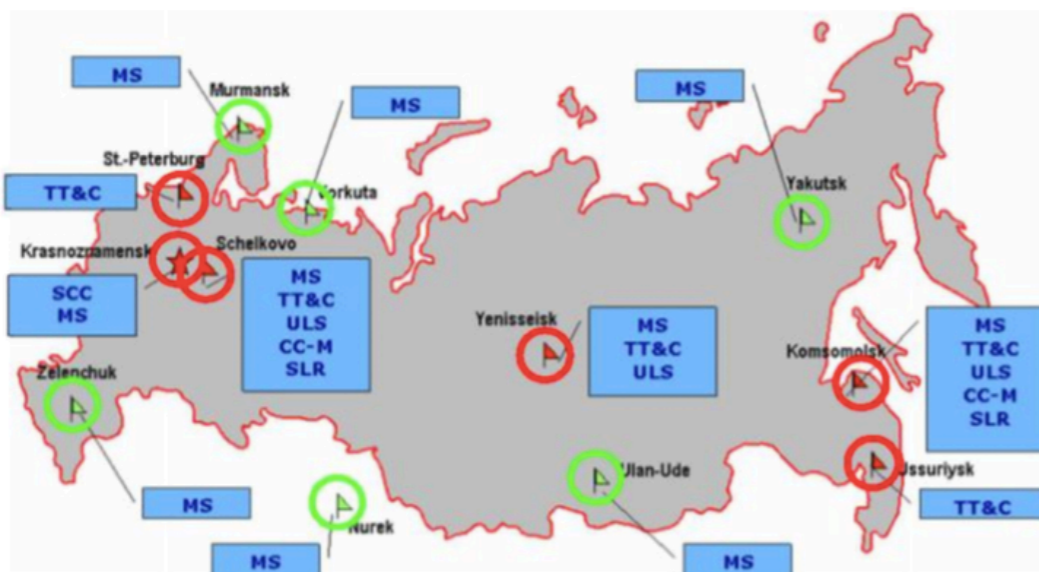 MS
Murmansk
MS
MS
St.-Peterburg
TT&C
Vorkuta
Yakutsk
Krasnoznamensk
Schelkovo
SCC
MS
MS
TT&C
ULS
CC-M
SLR
Yenisseisk
MS
TT&C
ULS
Komsomolsk
MS
TT&C
ULS
CC-M
SLR
Zelenchuk
MS
Nurek
MS
Ulan-Ude
MS
Ussuriysk
TT&C